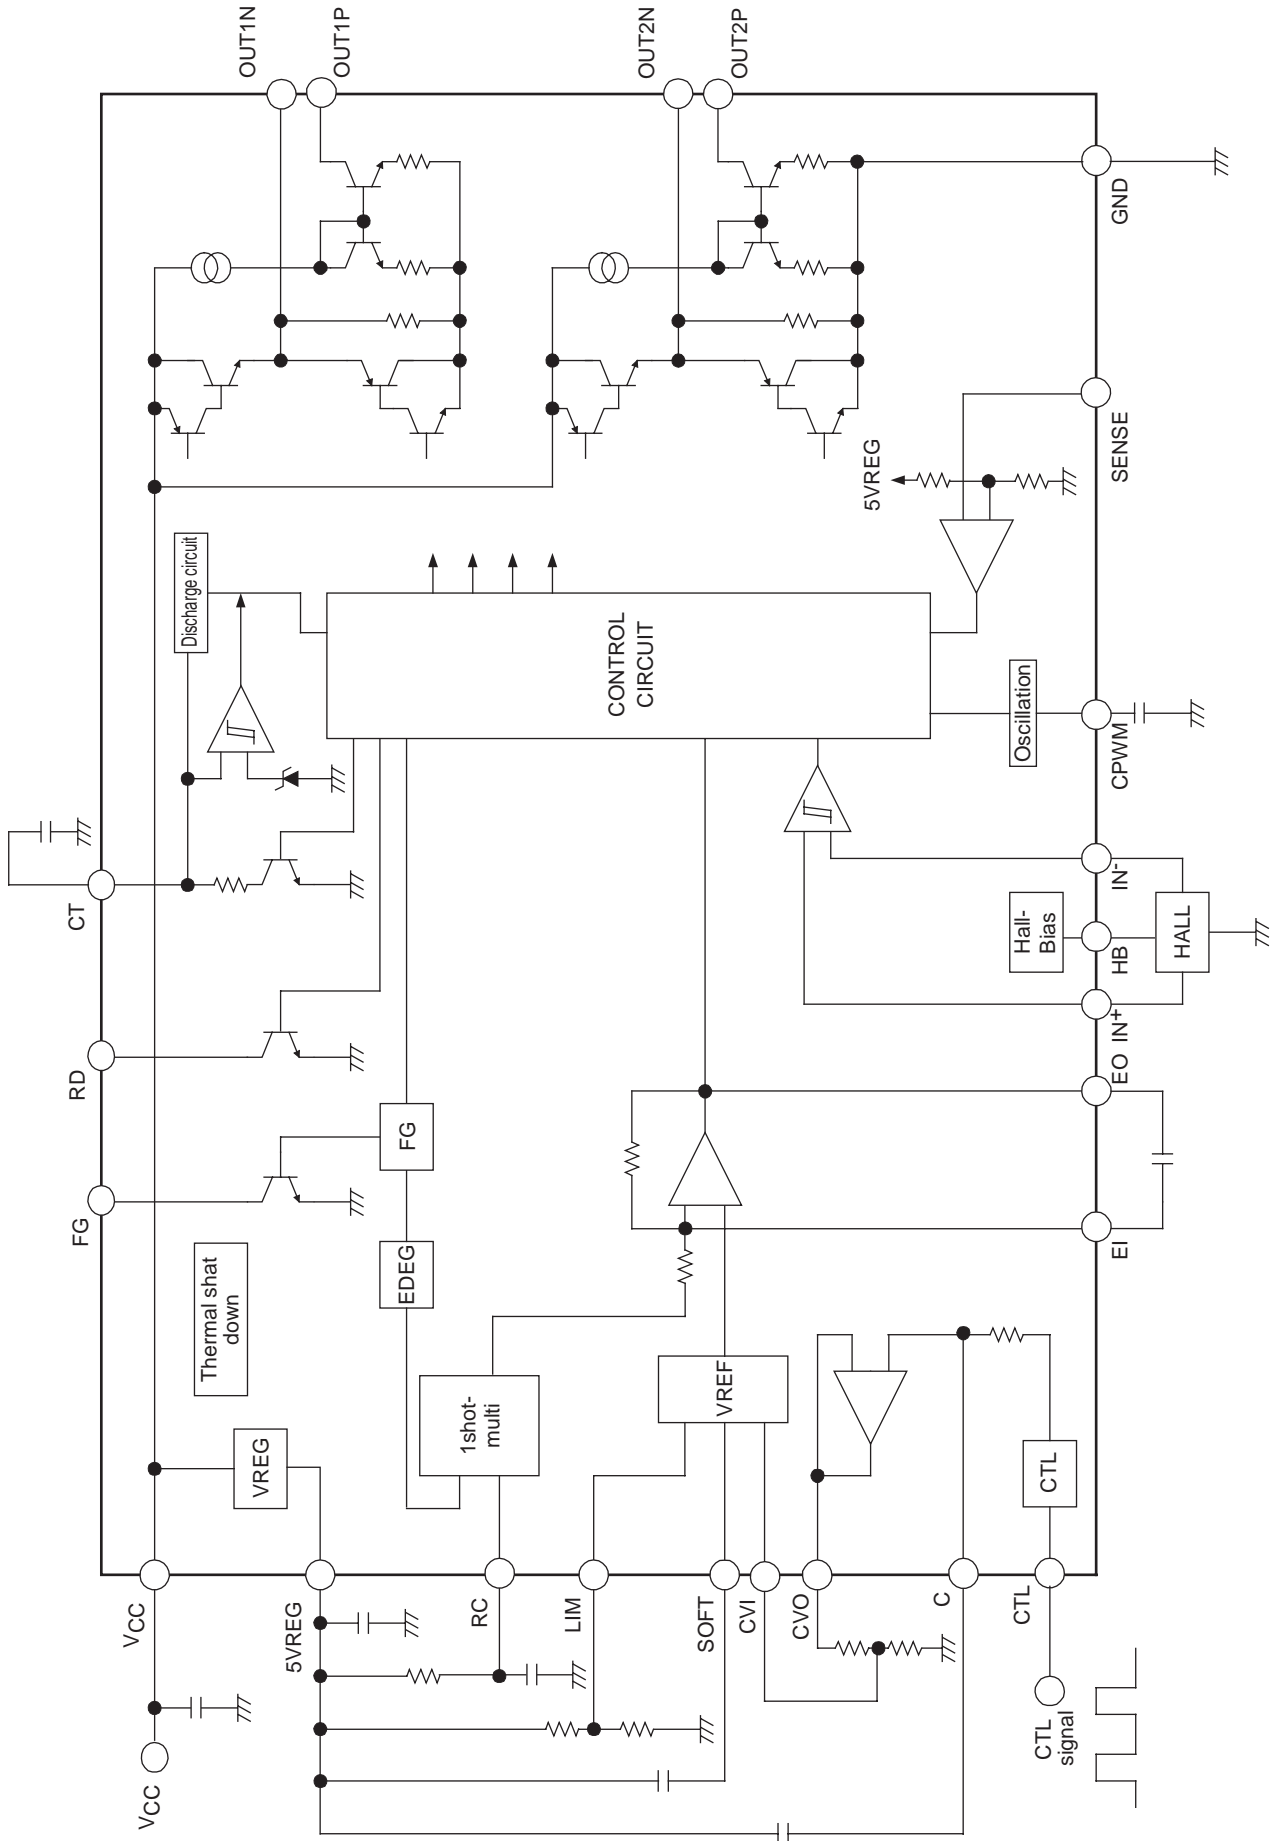 OUT1N
OUT1P
OUT2N
OUT2P
GND
SENSE
5VREG
Discharge circuit
CONTROL
CIRCUIT
Oscillation
CPWM
CT
IN-
Hall-
Bias
HB
HALL
IN+
EO
RD
FG
FG
EDEG
EI
Thermal shat
down
1shot-
multi
VREF
VREG
CTL
VCC
5VREG
RC
LIM
SOFT
CVI
CVO
C
CTL
VCC
CTL
signal